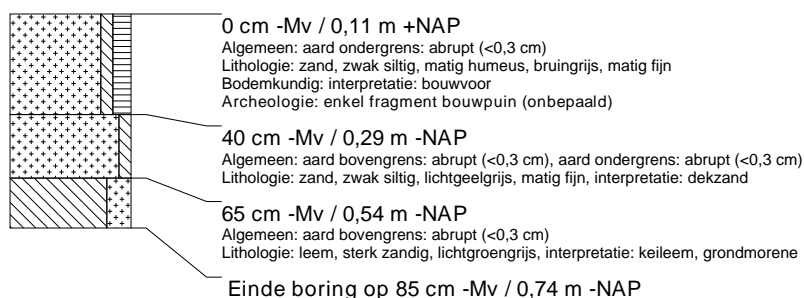 0 cm -Mv / 0,11 m +NAP
Algemeen: aard ondergrens: abrupt (<0,3 cm)
Lithologie: zand, zwak siltig, matig humeus, bruingrijs, matig fijn
Bodemkundig: interpretatie: bouwvoor
Archeologie: enkel fragment bouwpuin (onbepaald)
40 cm -Mv / 0,29 m -NAP
Algemeen: aard bovengrens: abrupt (<0,3 cm), aard ondergrens: abrupt (<0,3 cm)
Lithologie: zand, zwak siltig, lichtgeelgrijs, matig fijn, interpretatie: dekzand
65 cm -Mv / 0,54 m -NAP
Algemeen: aard bovengrens: abrupt (<0,3 cm)
Lithologie: leem, sterk zandig, lichtgroengrijs, interpretatie: keileem, grondmorene
Einde boring op 85 cm -Mv / 0,74 m -NAP